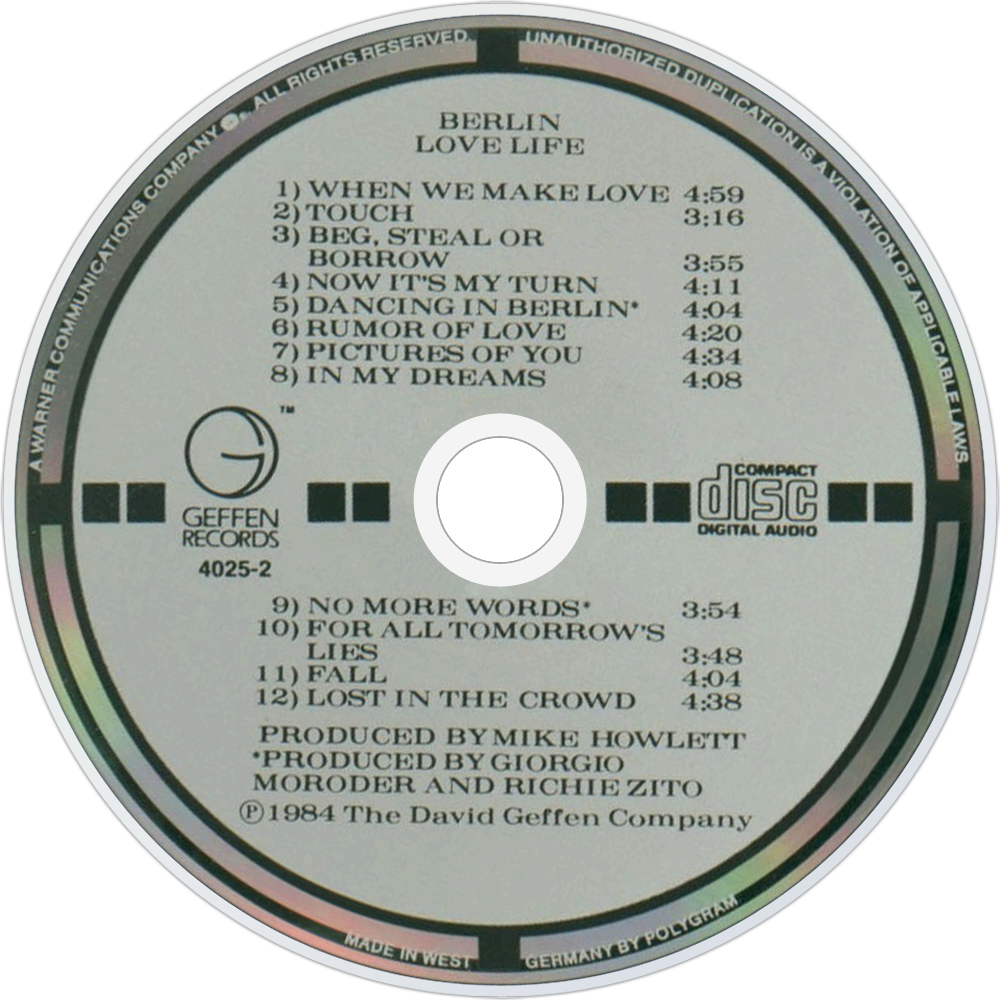 A WARNER COMMUNICATIONS COMPANY ALL RIGHTS RESERVED.
UNAUTHORIZED DUPLICATION IS A VIOLATION OF APPLICABLE LAWS
BERLIN
LOVE LIFE
1) WHEN WE MAKE LOVE 4:59
2) TOUCH 3:16
3) BEG, STEAL OR
BORROW 3:55
4) NOW IT'S MY TURN 4:11
5) DANCING IN BERLIN* 4:04
6) RUMOR OF LOVE 4:20
7) PICTURES OF YOU 4:34
8) IN MY DREAMS 4:08
TM
G
GEFFEN
RECORDS
4025-2
COMPACT
disc
DIGITAL AUDIO
9) NO MORE WORDS* 3:54
10) FOR ALL TOMORROW'S
LIES 3:48
11) FALL 4:04
12) LOST IN THE CROWD 4:38
PRODUCED BY MIKE HOWLETT
*PRODUCED BY GIORGIO
MORODER AND RICHIE ZITO
Ⓟ1984 The David Geffen Company
MADE IN WEST GERMANY BY POLYGRAM